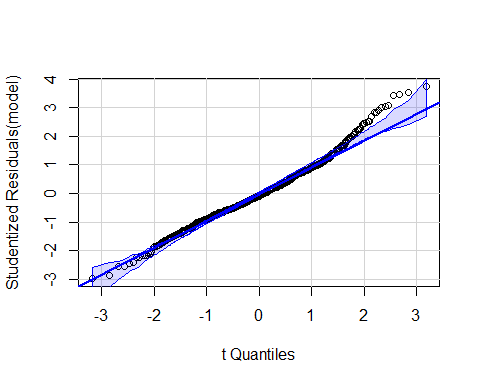 Studentized Residuals(model)
4
3
2
1
0
-1
-2
-3
-3 -2 -1 0 1 2 3
t Quantiles